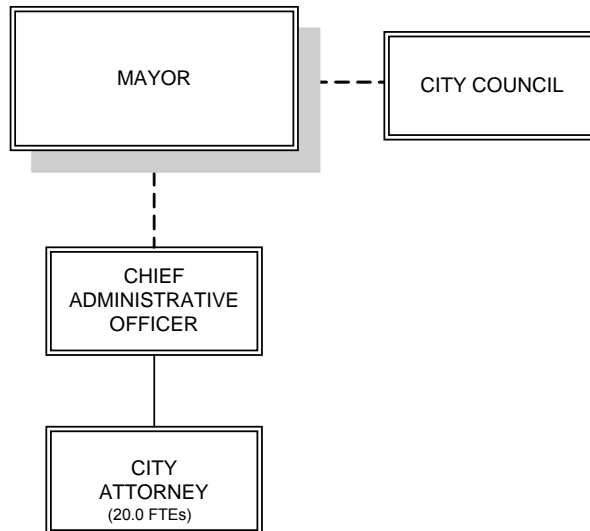 MAYOR
CITY COUNCIL
CHIEF
ADMINISTRATIVE
OFFICER
CITY
ATTORNEY
(20.0 FTEs)